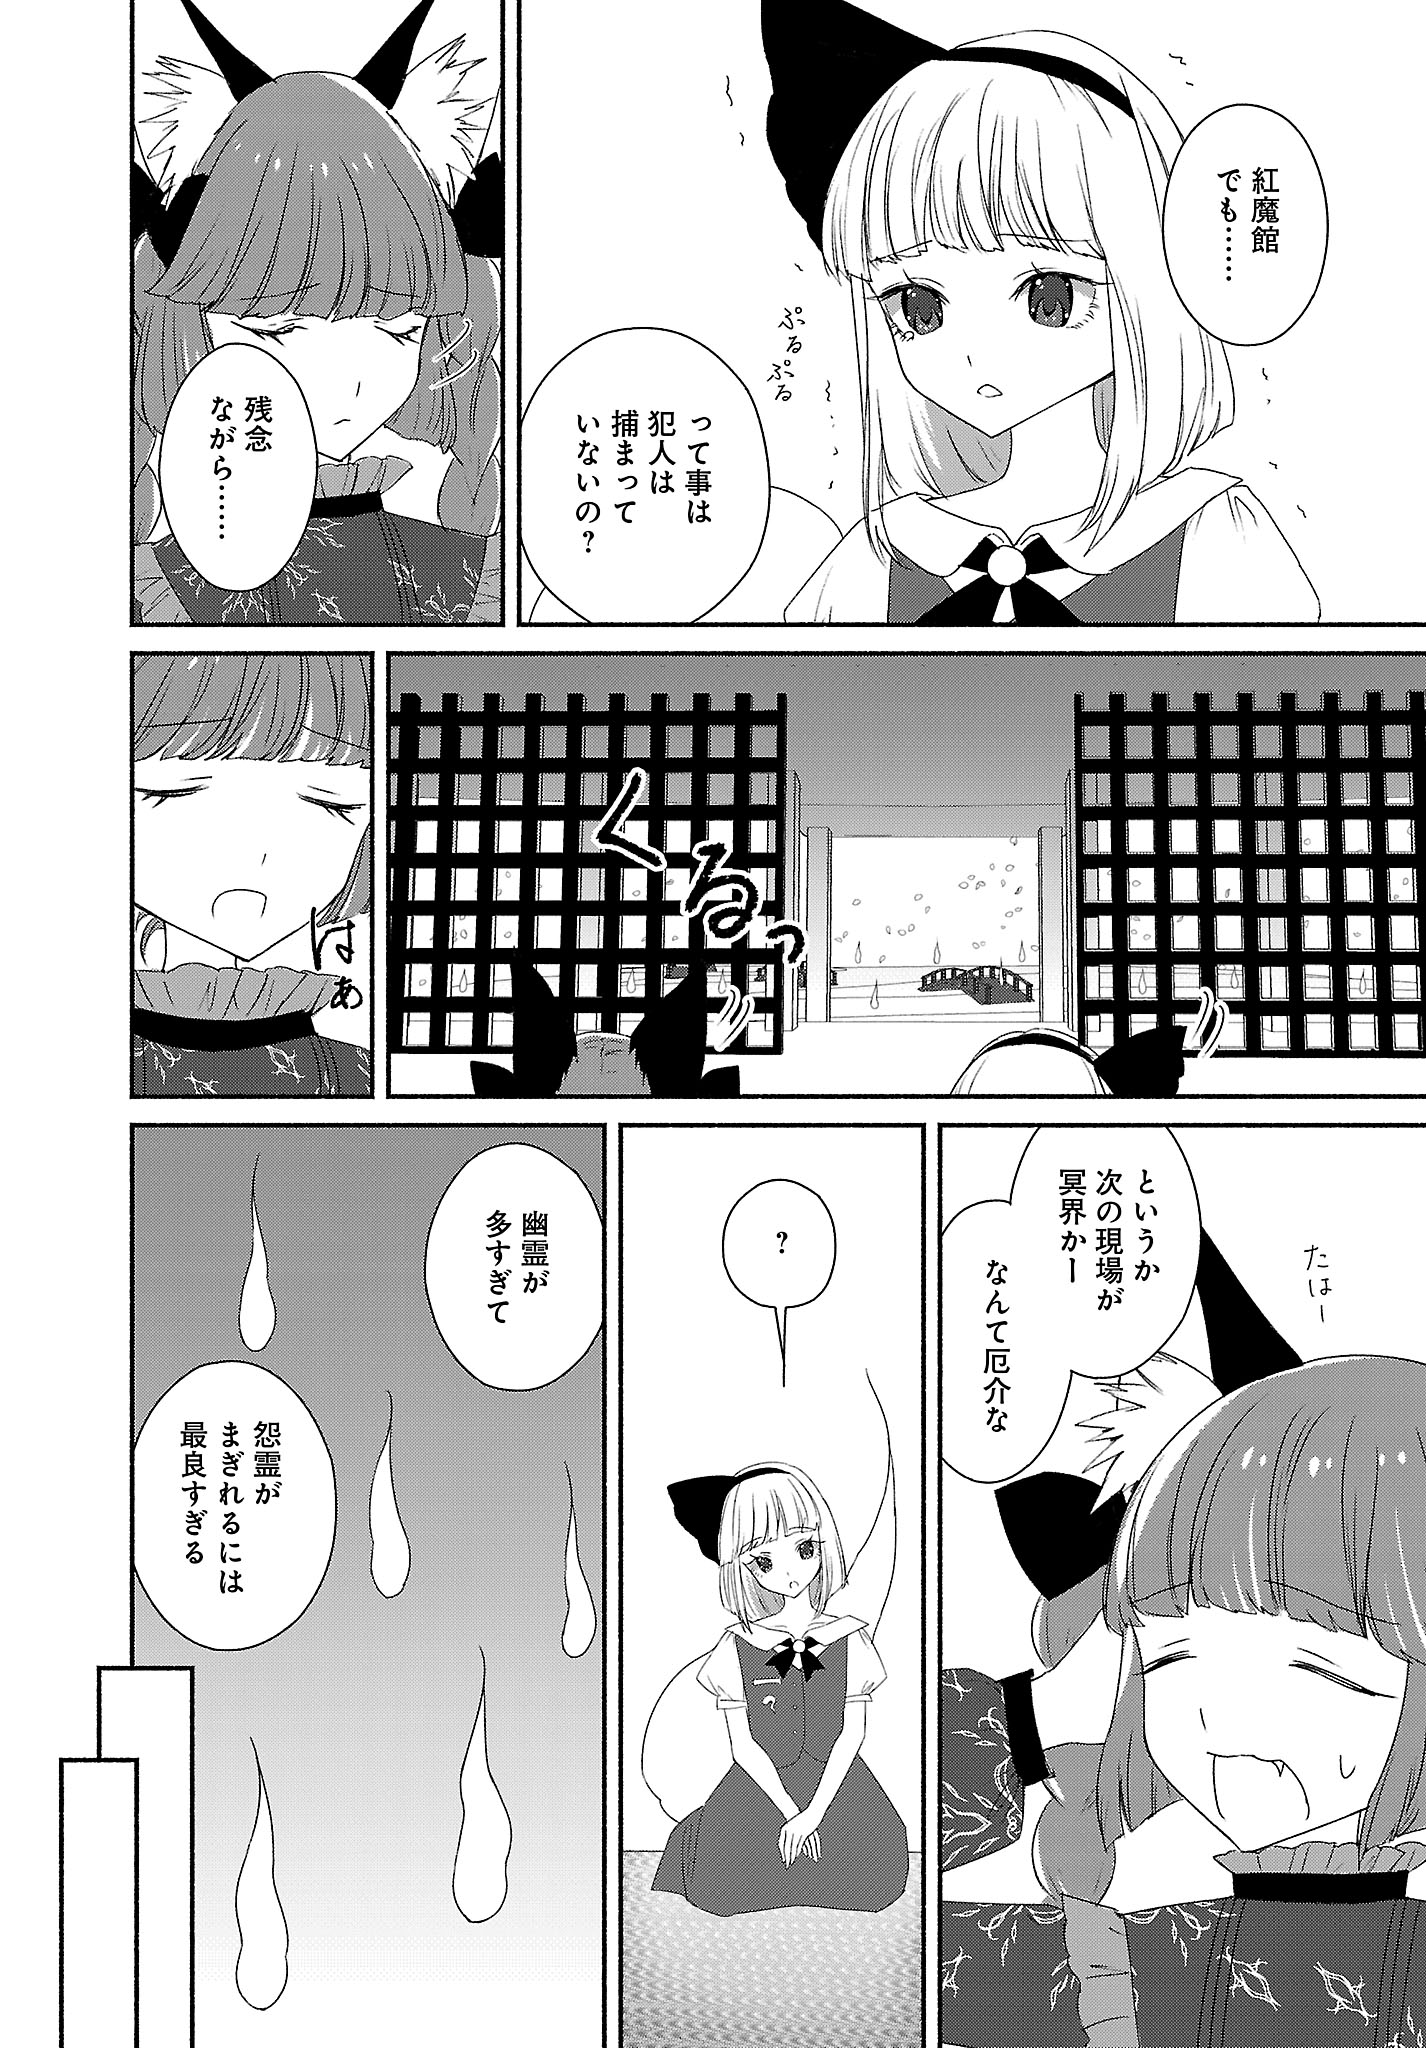 紅魔館
でも……
ぷるぷる
って事は
犯人は
捕まって
いないの？
残念
ながら……
くるっ
はぁ
というか
次の現場が
冥界かー
なんて厄介な
たはー
？
幽霊が
多すぎて
怨霊が
まぎれるには
最良すぎる